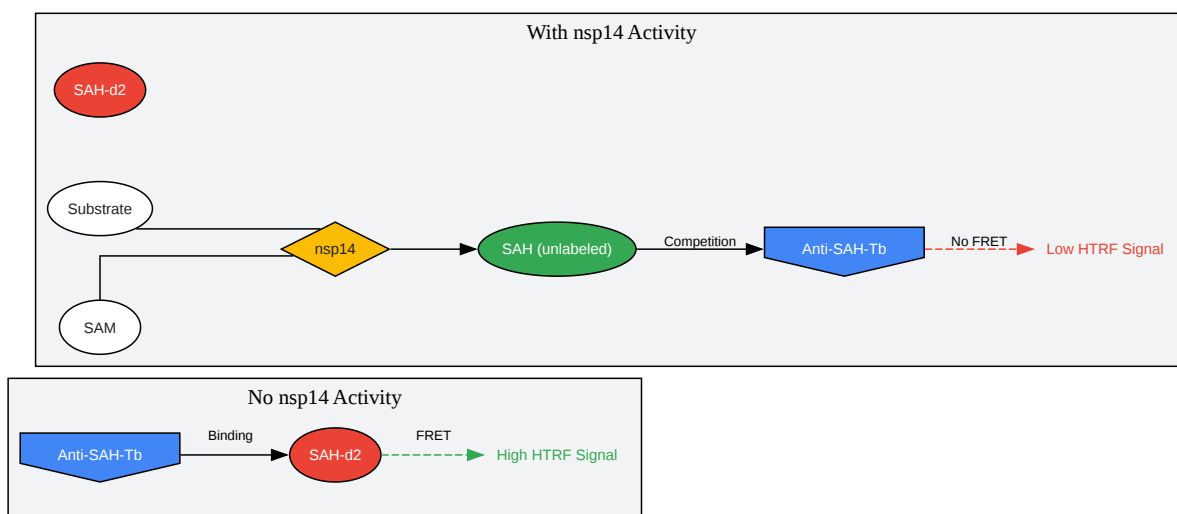 With nsp14 Activity
SAH-d2
Substrate
nsp14
SAH (unlabeled)
Competition
Anti-SAH-Tb
No FRET
Low HTRF Signal
SAM
No nsp14 Activity
Anti-SAH-Tb
Binding
SAH-d2
FRET
High HTRF Signal